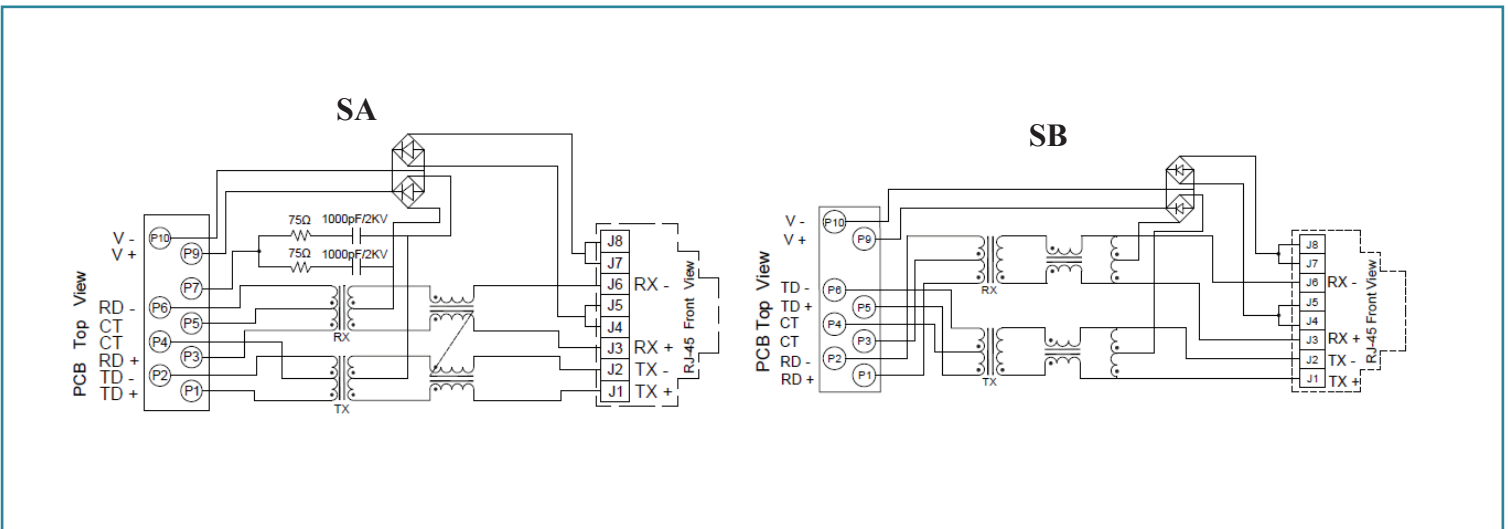 SA
75Ω 1000pF/2KV
75Ω 1000pF/2KV
V - P10
V + P9
P7
RD - P6
CT P5
CT P4
RD + P3
TD - P2
TD + P1
PCB Top View
RX
TX
J8
J7
J6 RX -
J5
J4
J3 RX +
J2 TX -
J1 TX +
RJ-45 Front View
SB
V - P10
V + P9
TD - P6
TD + P5
CT P4
CT P3
RD - P2
RD + P1
PCB Top View
RX
TX
J8
J7
J6 RX -
J5
J4
J3 RX +
J2 TX -
J1 TX +
RJ-45 Front View